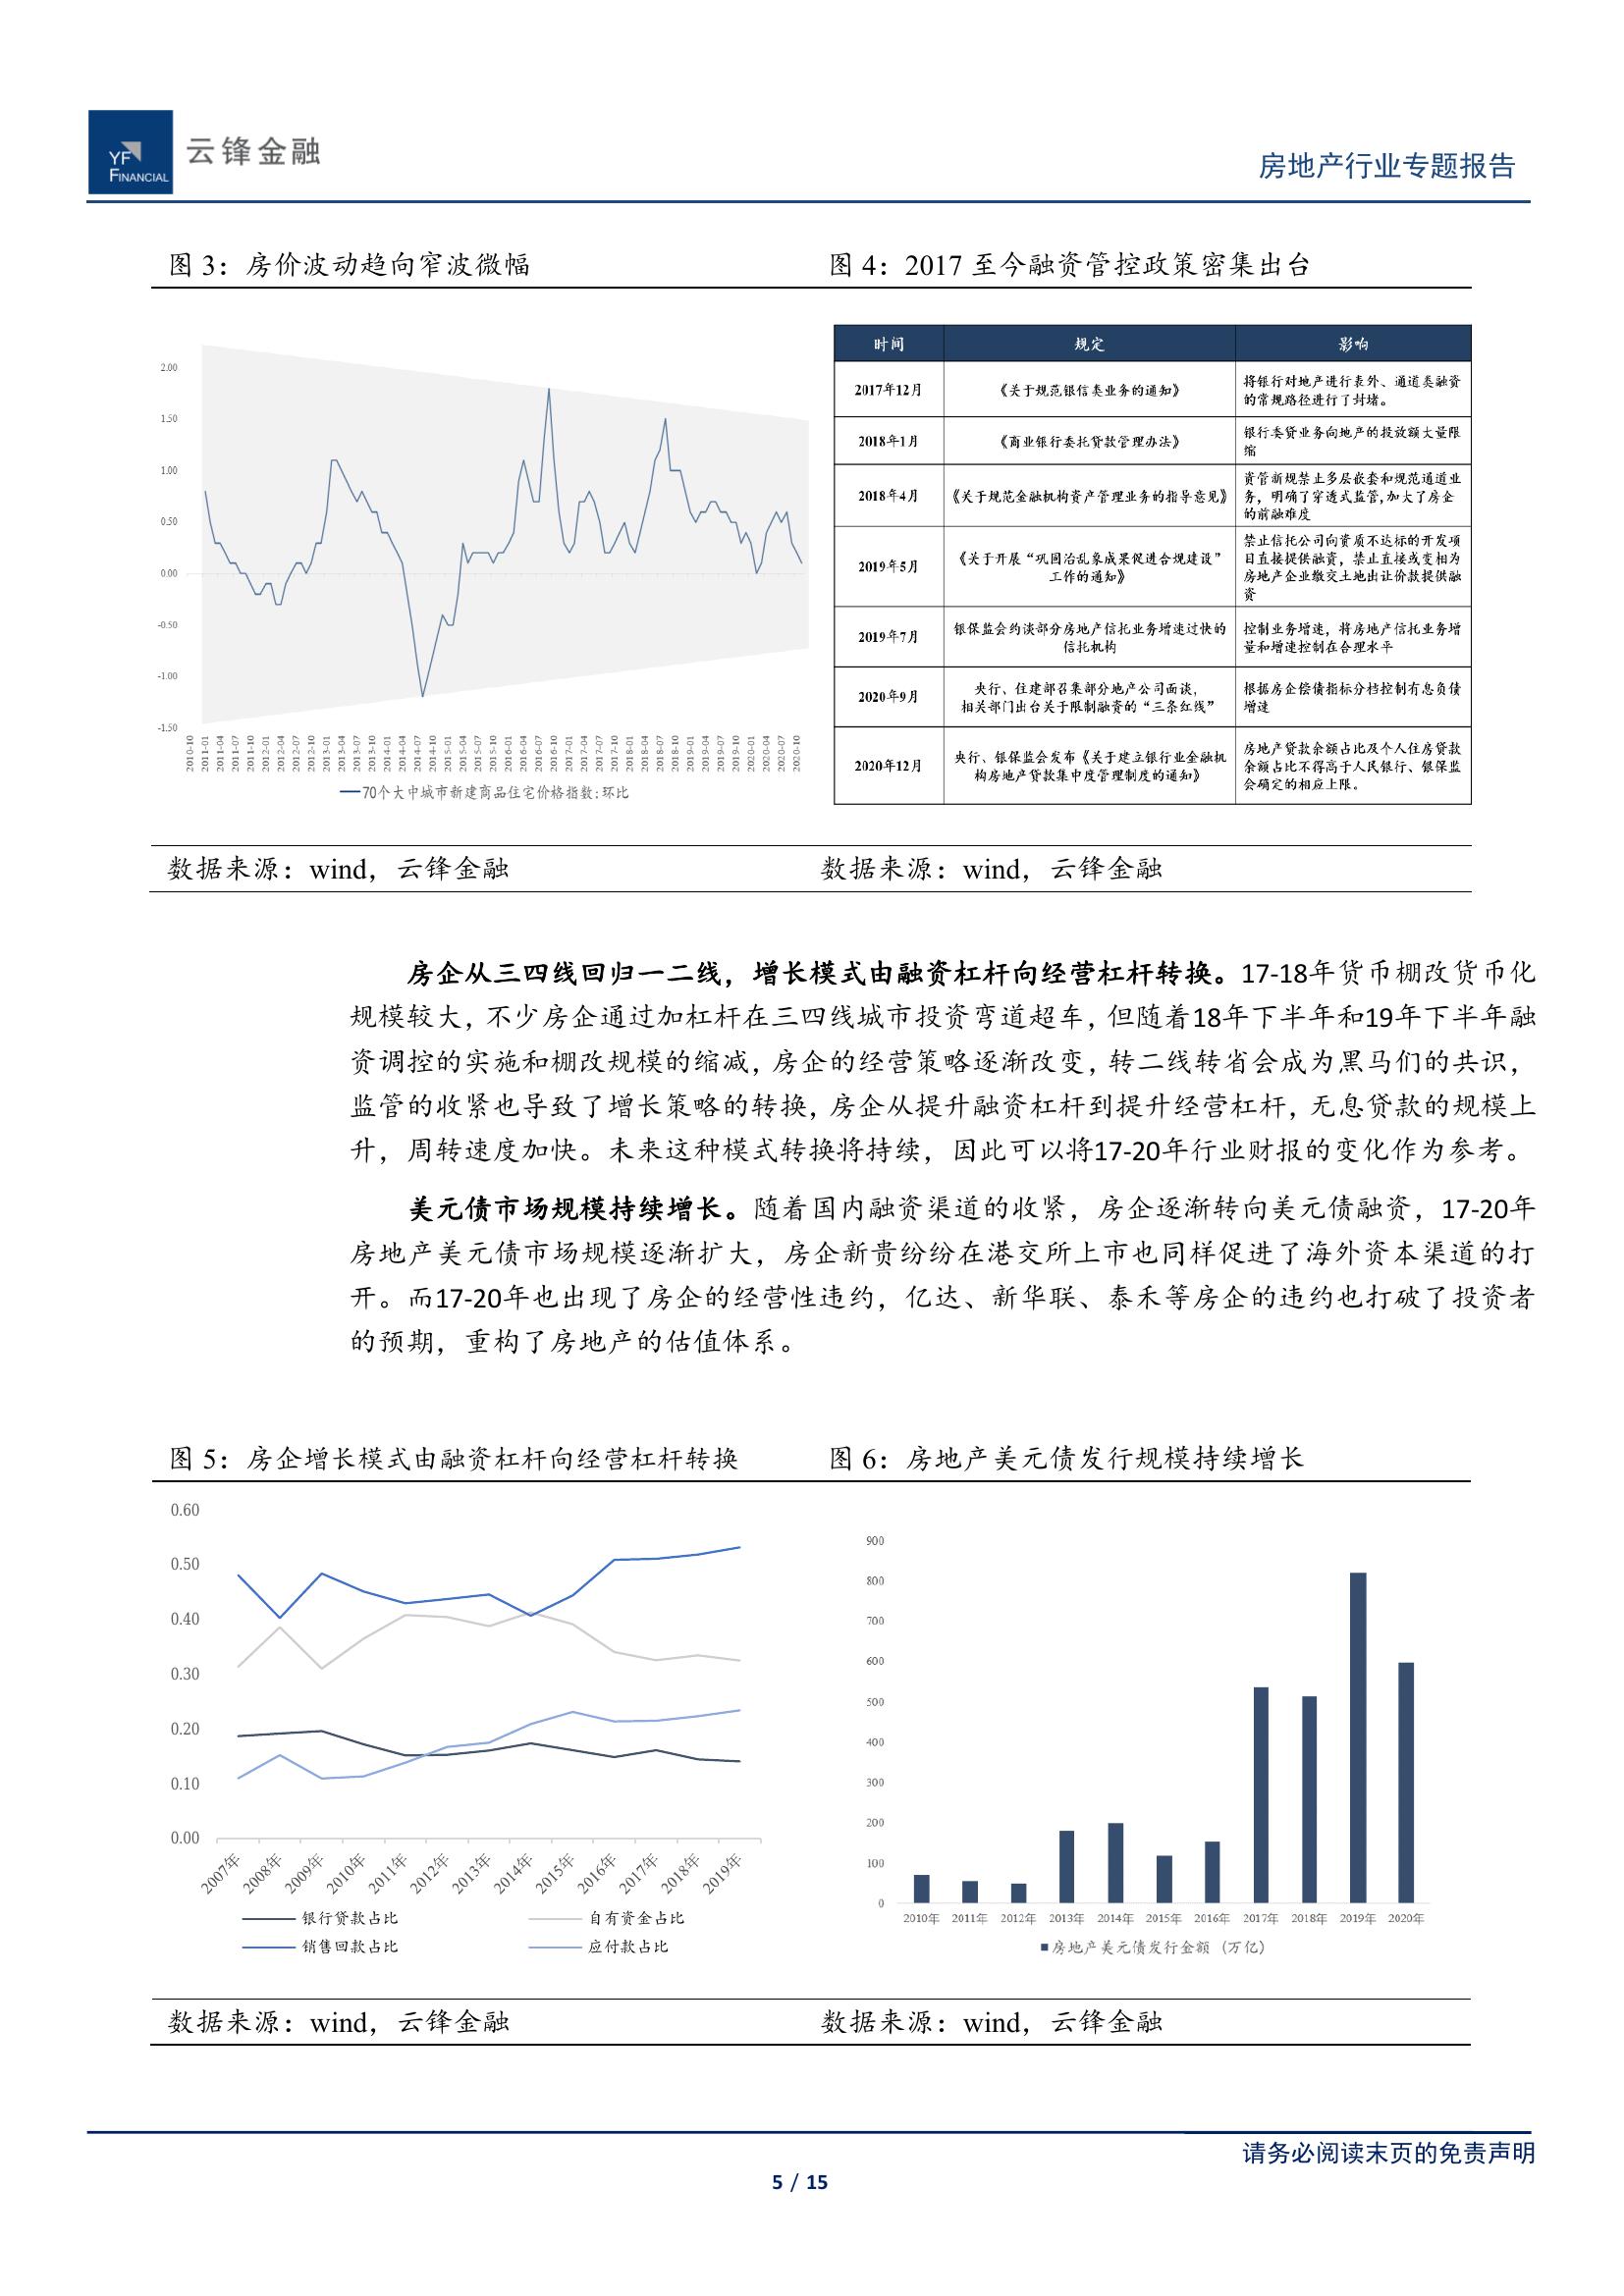 YF
FINANCIAL
云锋金融
房地产行业专题报告
图 3：房价波动趋向窄波微幅
图 4：2017 至今融资管控政策密集出台
2.00
1.50
1.00
0.50
0.00
-0.50
-1.00
-1.50
2010-10
2011-01
2011-04
2011-07
2011-10
2012-01
2012-04
2012-07
2012-10
2013-01
2013-04
2013-07
2013-10
2014-01
2014-04
2014-07
2014-10
2015-01
2015-04
2015-07
2015-10
2016-01
2016-04
2016-07
2016-10
2017-01
2017-04
2017-07
2017-10
2018-01
2018-04
2018-07
2018-10
2019-01
2019-04
2019-07
2019-10
2020-01
2020-04
2020-07
2020-10
70个大中城市新建商品住宅价格指数:环比
时间 规定 影响
2017年12月
《关于规范银信类业务的通知》
将银行对地产进行表外、通道类融资
的常规路径进行了封堵。
2018年1月
《商业银行委托贷款管理办法》
银行委贷业务向地产的投放额大量限
缩
2018年4月
《关于规范金融机构资产管理业务的指导意见》
资管新规禁止多层嵌套和规范通道业
务，明确了穿透式监管,加大了房企
的前融难度
2019年5月
《关于开展“巩固治乱象成果促进合规建设”
工作的通知》
禁止信托公司向资质不达标的开发项
目直接提供融资，禁止直接或变相为
房地产企业缴交土地出让价款提供融
资
2019年7月
银保监会约谈部分房地产信托业务增速过快的
信托机构
控制业务增速，将房地产信托业务增
量和增速控制在合理水平
2020年9月
央行、住建部召集部分地产公司面谈，
相关部门出台关于限制融资的“三条红线”
根据房企偿债指标分档控制有息负债
增速
2020年12月
央行、银保监会发布《关于建立银行业金融机
构房地产贷款集中度管理制度的通知》
房地产贷款余额占比及个人住房贷款
余额占比不得高于人民银行、银保监
会确定的相应上限。
数据来源：wind，云锋金融
数据来源：wind，云锋金融
房企从三四线回归一二线，增长模式由融资杠杆向经营杠杆转换。17-18年货币棚改货币化
规模较大，不少房企通过加杠杆在三四线城市投资弯道超车，但随着18年下半年和19年下半年融
资调控的实施和棚改规模的缩减，房企的经营策略逐渐改变，转二线转省会成为黑马们的共识，
监管的收紧也导致了增长策略的转换，房企从提升融资杠杆到提升经营杠杆，无息贷款的规模上
升，周转速度加快。未来这种模式转换将持续，因此可以将17-20年行业财报的变化作为参考。
美元债市场规模持续增长。随着国内融资渠道的收紧，房企逐渐转向美元债融资，17-20年
房地产美元债市场规模逐渐扩大，房企新贵纷纷在港交所上市也同样促进了海外资本渠道的打
开。而17-20年也出现了房企的经营性违约，亿达、新华联、泰禾等房企的违约也打破了投资者
的预期，重构了房地产的估值体系。
图 5：房企增长模式由融资杠杆向经营杠杆转换
图 6：房地产美元债发行规模持续增长
0.60
0.50
0.40
0.30
0.20
0.10
0.00
2007年
2008年
2009年
2010年
2011年
2012年
2013年
2014年
2015年
2016年
2017年
2018年
2019年
银行贷款占比 自有资金占比
销售回款占比 应付款占比
900
800
700
600
500
400
300
200
100
0
2010年 2011年 2012年 2013年 2014年 2015年 2016年 2017年 2018年 2019年 2020年
房地产美元债发行金额（万亿）
数据来源：wind，云锋金融
数据来源：wind，云锋金融
请务必阅读末页的免责声明
5 / 15